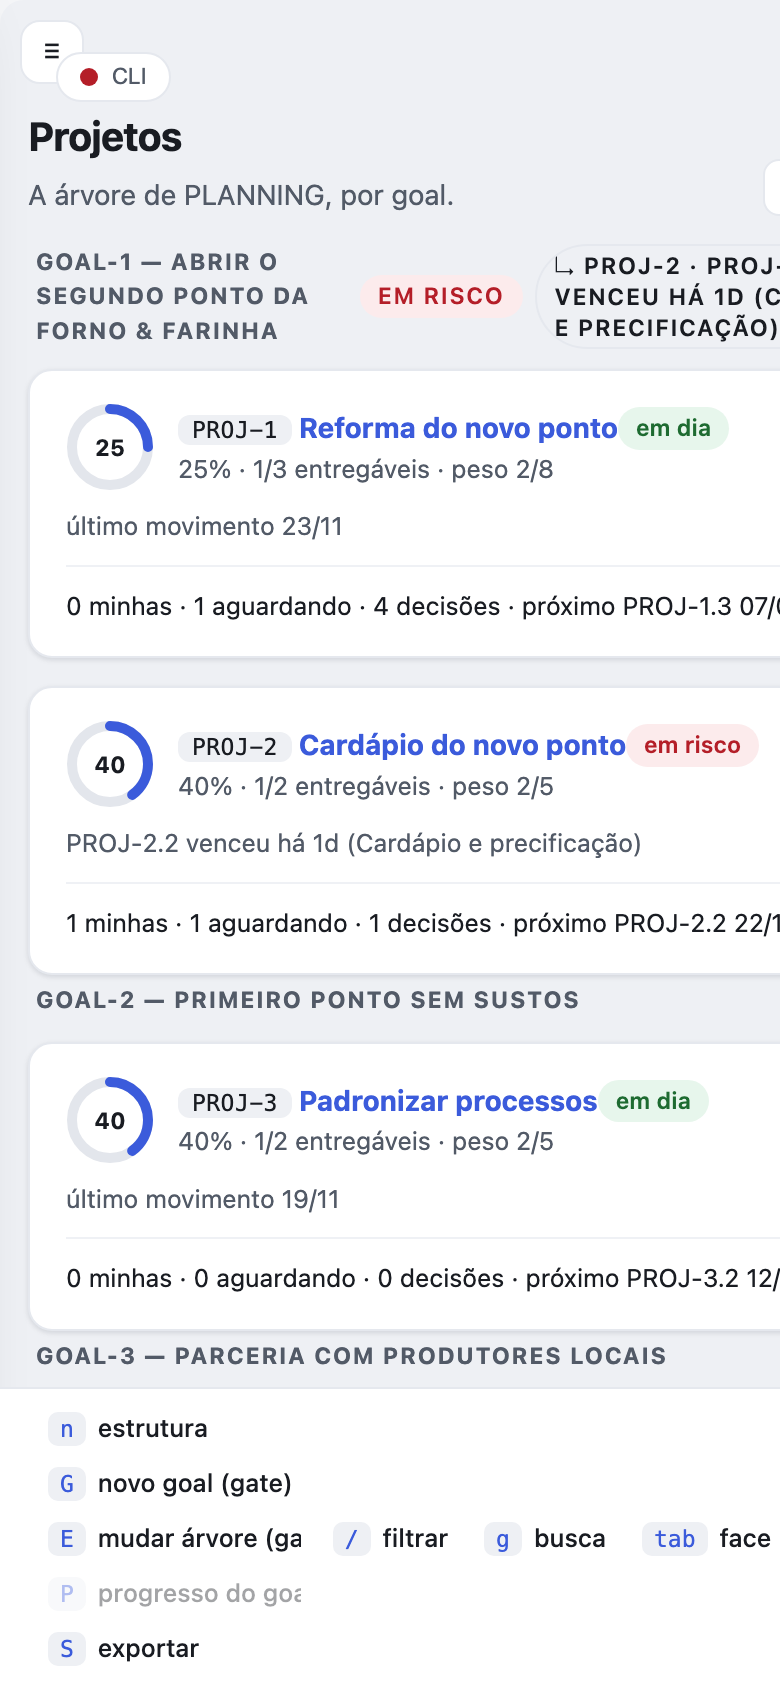 ☰
CLI
Projetos
A árvore de PLANNING, por goal.
GOAL-1 — ABRIR O
SEGUNDO PONTO DA
FORNO & FARINHA
EM RISCO
PROJ-2 · PROJ-
VENCEU HÁ 1D (C
E PRECIFICAÇÃO)
25
PROJ-1 Reforma do novo ponto em dia
25% · 1/3 entregáveis · peso 2/8
último movimento 23/11
0 minhas · 1 aguardando · 4 decisões · próximo PROJ-1.3 07/
40
PROJ-2 Cardápio do novo ponto em risco
40% · 1/2 entregáveis · peso 2/5
PROJ-2.2 venceu há 1d (Cardápio e precificação)
1 minhas · 1 aguardando · 1 decisões · próximo PROJ-2.2 22/1
GOAL-2 — PRIMEIRO PONTO SEM SUSTOS
40
PROJ-3 Padronizar processos em dia
40% · 1/2 entregáveis · peso 2/5
último movimento 19/11
0 minhas · 0 aguardando · 0 decisões · próximo PROJ-3.2 12/
GOAL-3 — PARCERIA COM PRODUTORES LOCAIS
n estrutura
G novo goal (gate)
E mudar árvore (ga / filtrar g busca tab face
P progresso do goa
S exportar